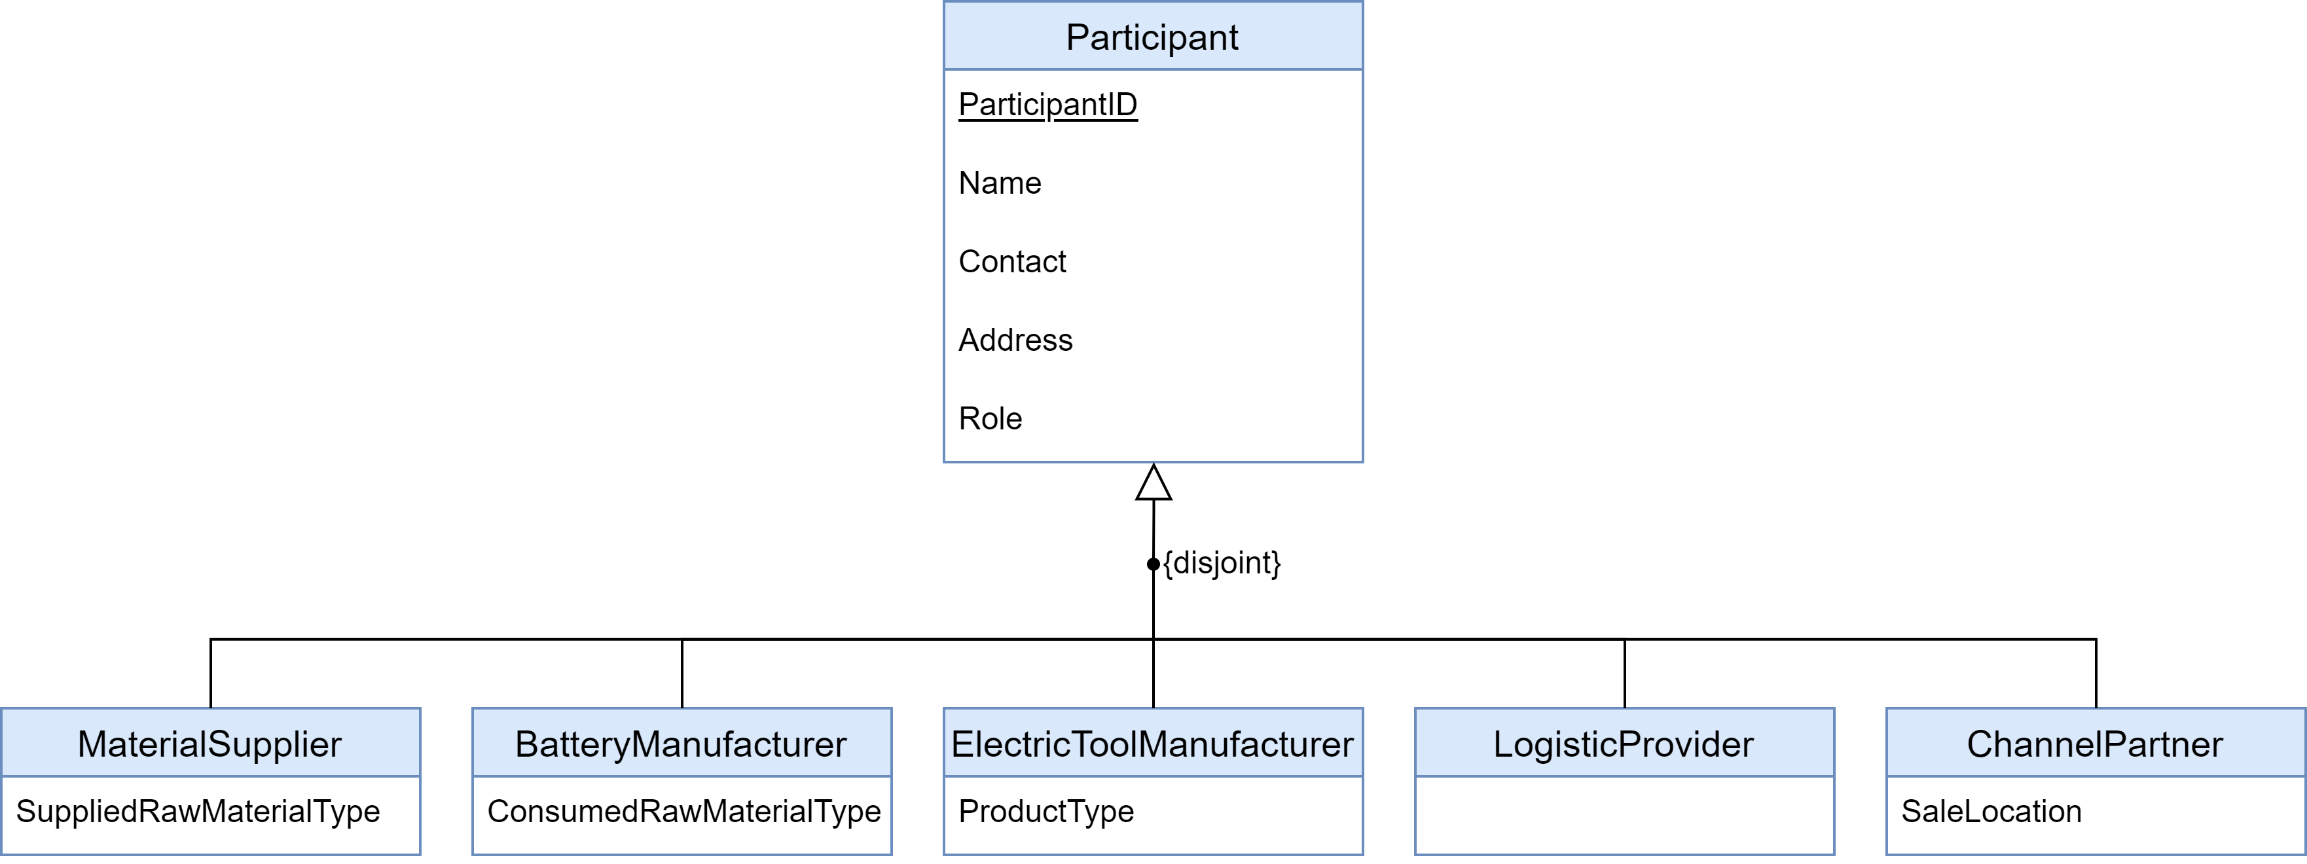 Participant
ParticipantID
Name
Contact
Address
Role
{disjoint}
MaterialSupplier
SuppliedRawMaterialType
BatteryManufacturer
ConsumedRawMaterialType
ElectricToolManufacturer
ProductType
LogisticProvider
ChannelPartner
SaleLocation